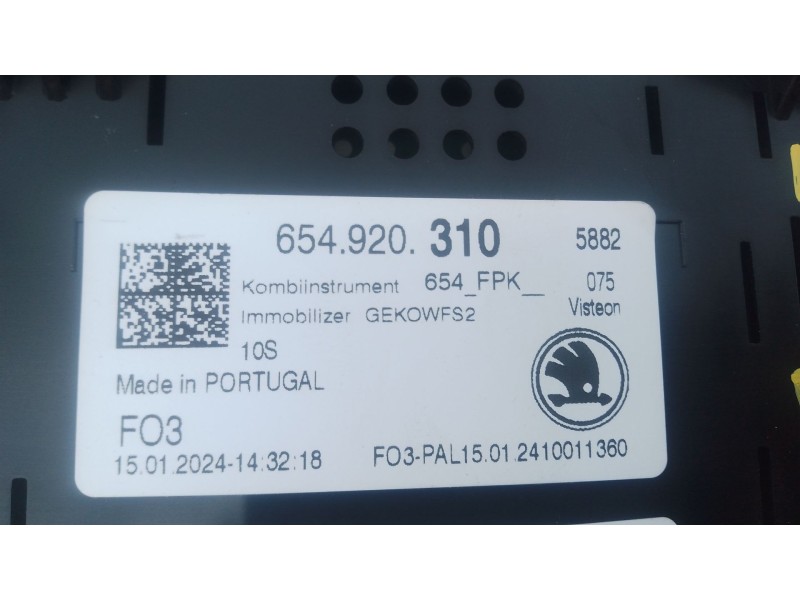 654.920. 310 5882
Kombiinstrument 654_FPK__ 075
Immobilizer GEKOWFS2 Visteon
10S
Made in PORTUGAL
FO3
15.01.2024-14:32:18 FO3-PAL15.01.2410011360